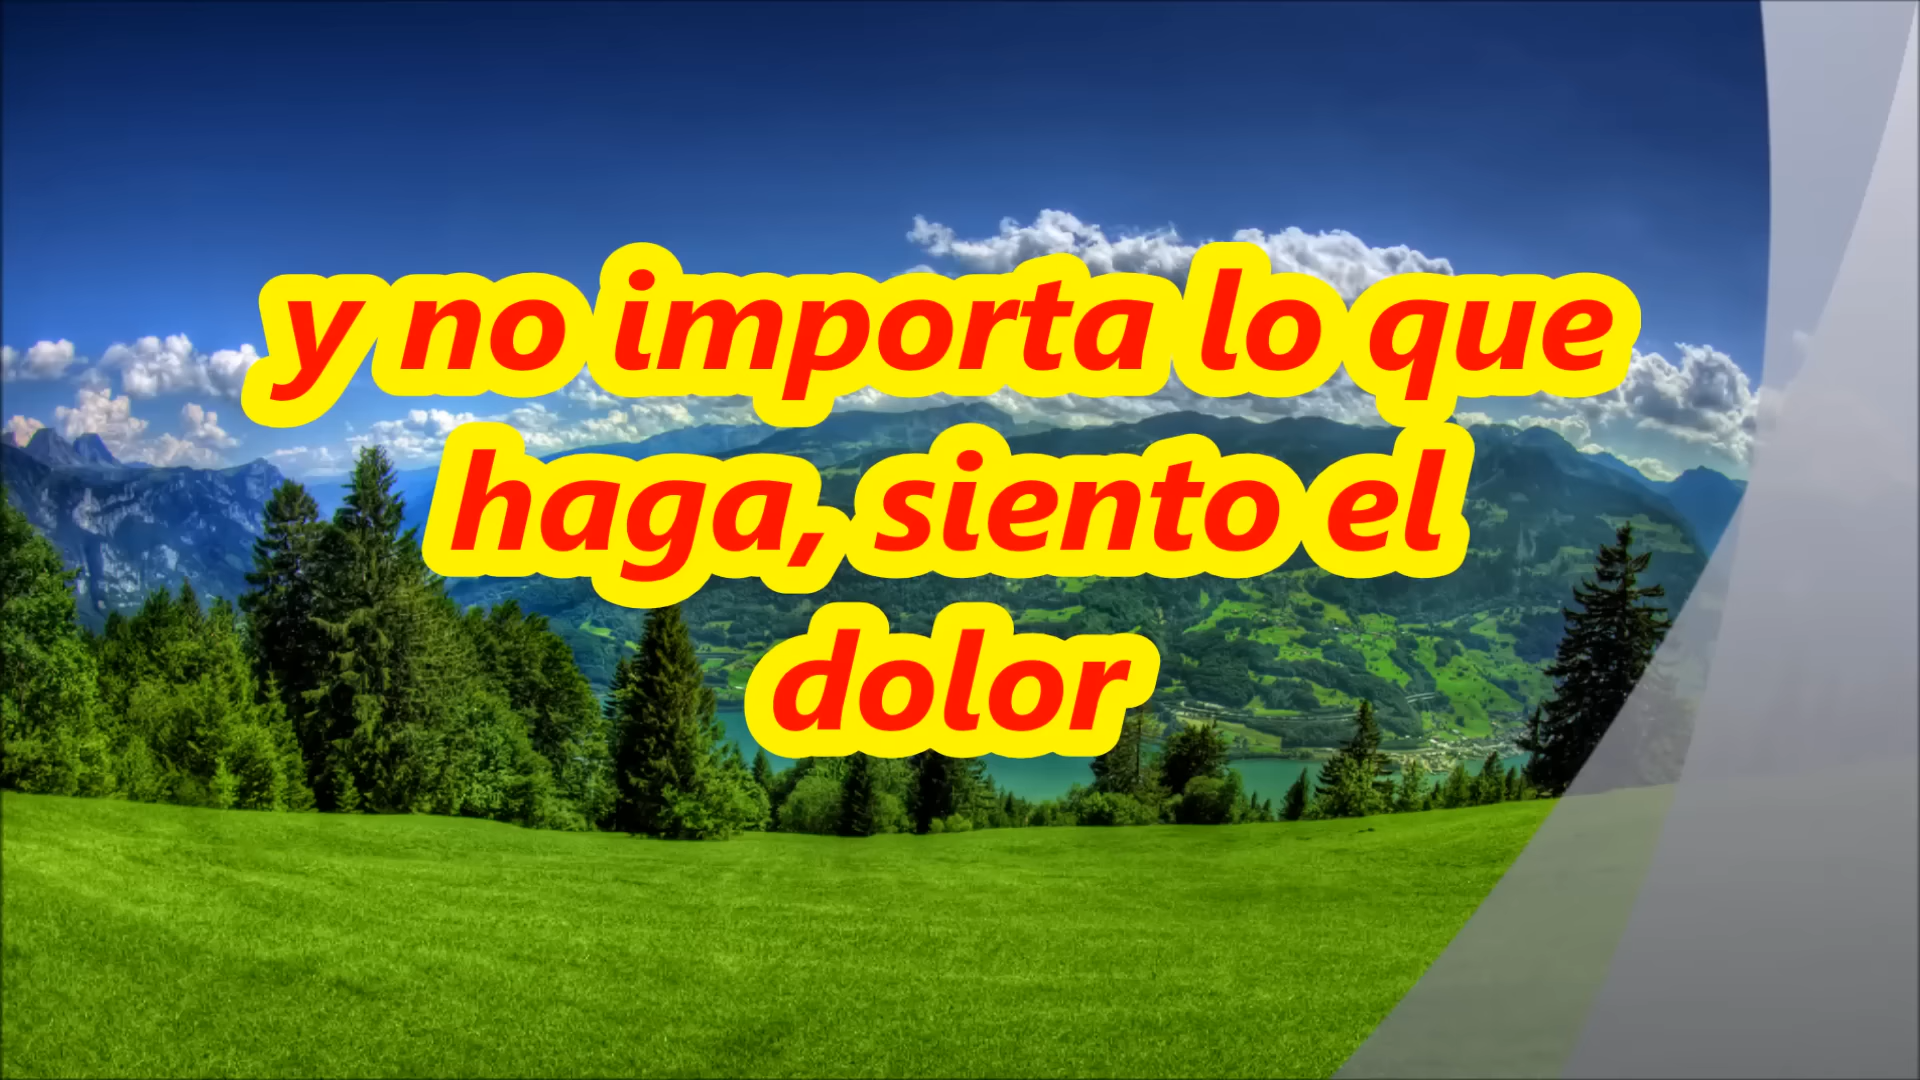 y no importa lo que
haga, siento el
dolor